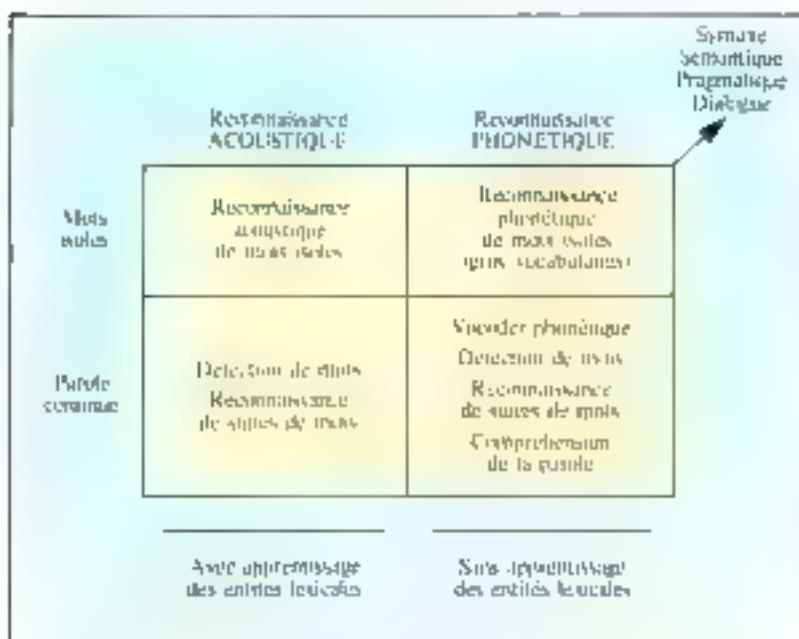 Syntaxe
Sémantique
Pragmatique
Dialogue
Reconnaissance
ACOUSTIQUE
Reconnaissance
PHONETIQUE
Mots
isolés
Reconnaissance
acoustique
de mots isolés
Reconnaissance
phonétique
de mots isolés
(gros vocabulaires)
Parole
continue
Détection de mots
Reconnaissance
de suites de mots
Vocoder phonétique
Détection de mots
Reconnaissance
de suites de mots
Compréhension
de la parole
Avec apprentissage
des entités lexicales
Sans apprentissage
des entités lexicales